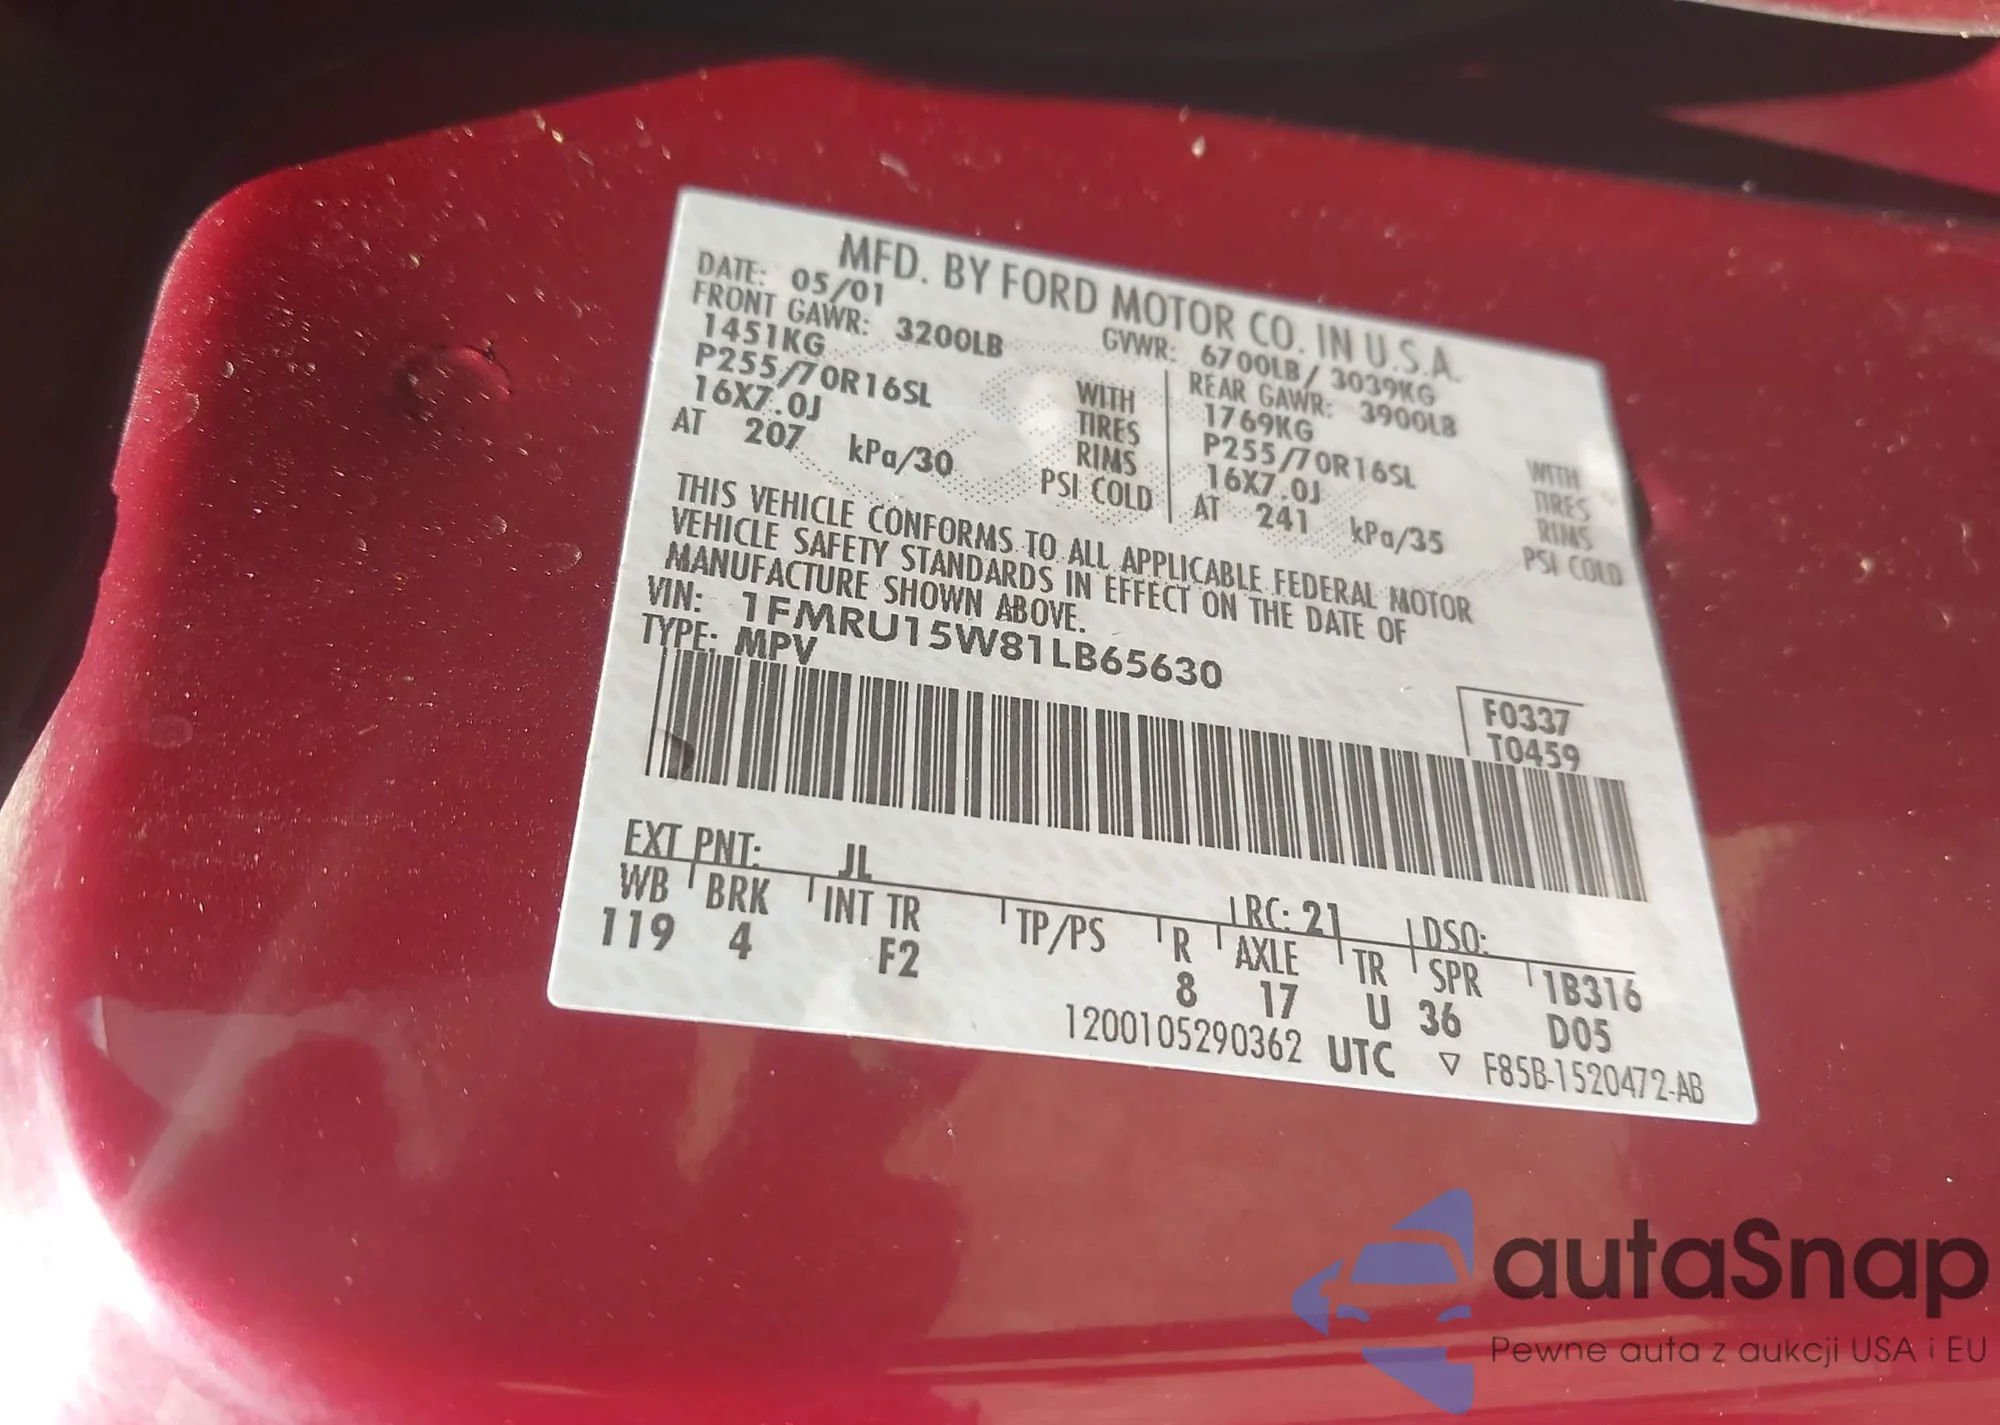 MFD. BY FORD MOTOR CO. IN U.S.A.
DATE: 05/01 GVWR: 6700LB / 3039KG
FRONT GAWR: 3200LB REAR GAWR: 3900LB
1451KG WITH 1769KG WITH
P255/70R16SL TIRES P255/70R16SL TIRES
16X7.0J RIMS 16X7.0J RIMS
AT 207 kPa/30 PSI COLD AT 241 kPa/35 PSI COLD
THIS VEHICLE CONFORMS TO ALL APPLICABLE FEDERAL MOTOR
VEHICLE SAFETY STANDARDS IN EFFECT ON THE DATE OF
MANUFACTURE SHOWN ABOVE.
VIN: 1FMRU15W81LB65630
TYPE: MPV
F0337
T0459
EXT PNT: JL RC: 21 DSO:
WB BRK INT TR TP/PS R AXLE TR SPR 1B316
119 4 F2 8 17 U 36 D05
1200105290362 UTC ▽ F85B-1520472-AB
autaSnap
Pewne auta z aukcji USA i EU